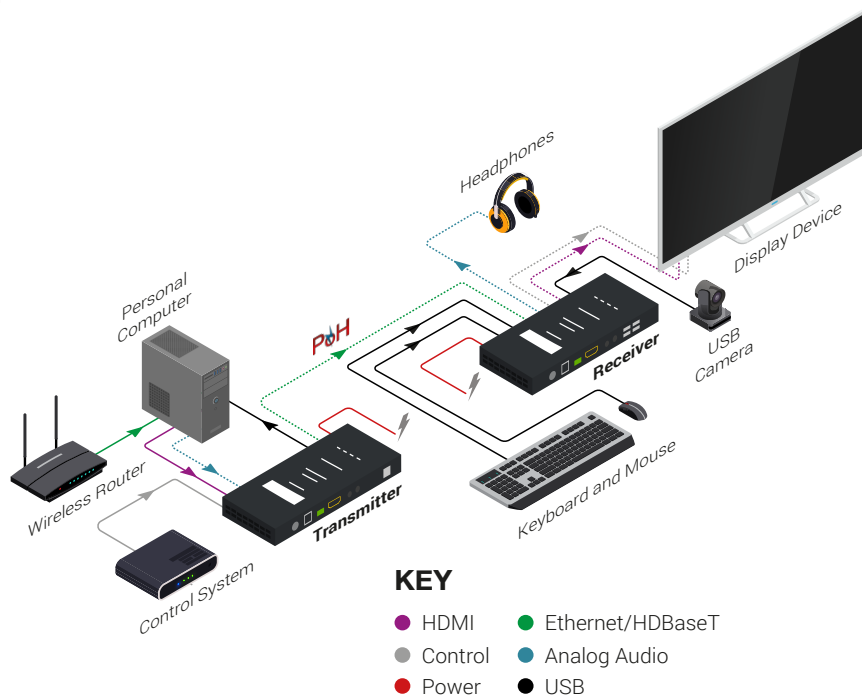 Headphones
Display Device
Personal
Computer
PoH
USB
Camera
Receiver
Wireless Router
Transmitter
Keyboard and Mouse
Control System
KEY
HDMI
Ethernet/HDBaseT
Control
Analog Audio
Power
USB